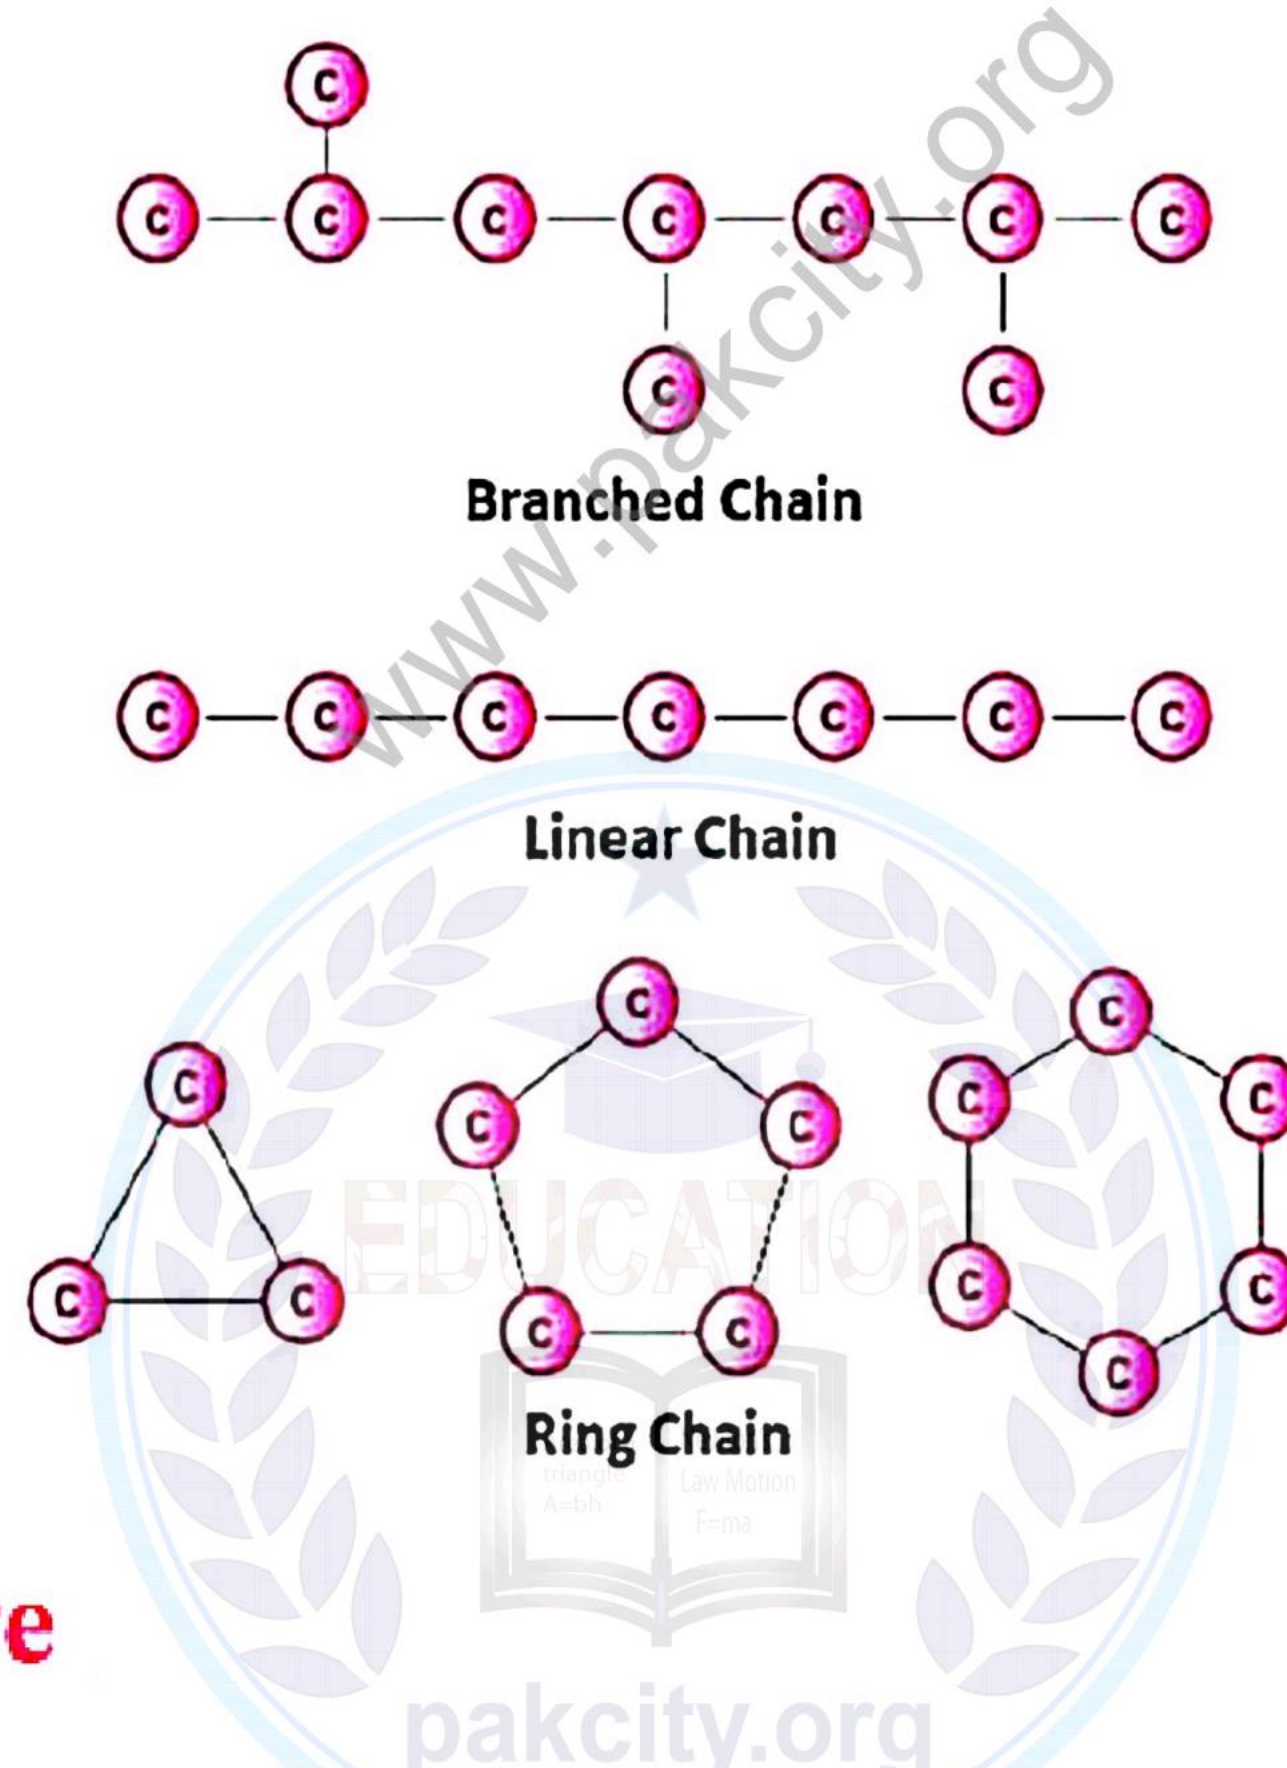 C
C C C C C C C
C C
Branched Chain
www.pakcity.org
C C C C C C C
Linear Chain
C C
C C C C C
EDUCATION
C C C C
C C C
Ring Chain
triangle Law Motion
A=bh F=ma
e
pakcity.org